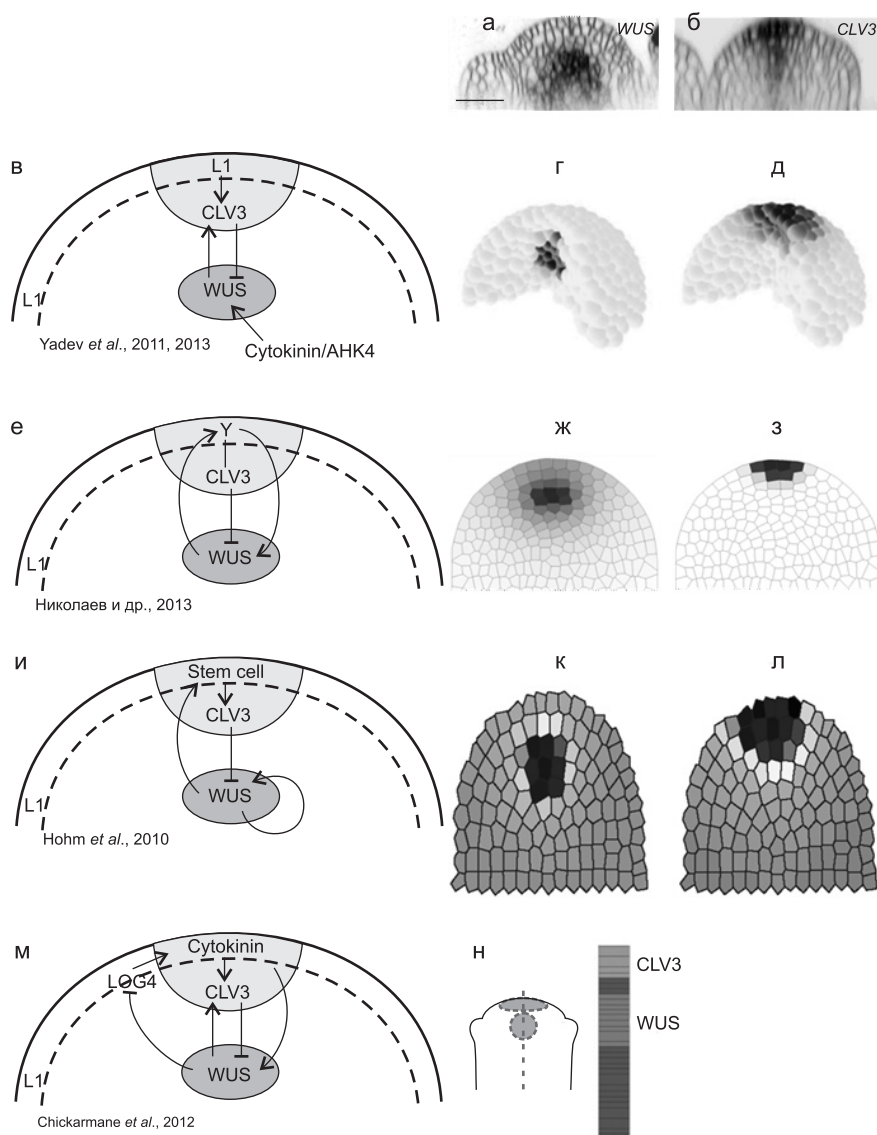 а
WUS
б
CLV3
в
L1
CLV3
WUS
L1
Yadev et al., 2011, 2013
Cytokinin/AHK4
г
д
е
Y
CLV3
WUS
L1
Николаев и др., 2013
ж
з
и
Stem cell
CLV3
WUS
L1
Hohm et al., 2010
к
л
м
Cytokinin
LOG4
CLV3
WUS
L1
Chickarmane et al., 2012
н
CLV3
WUS